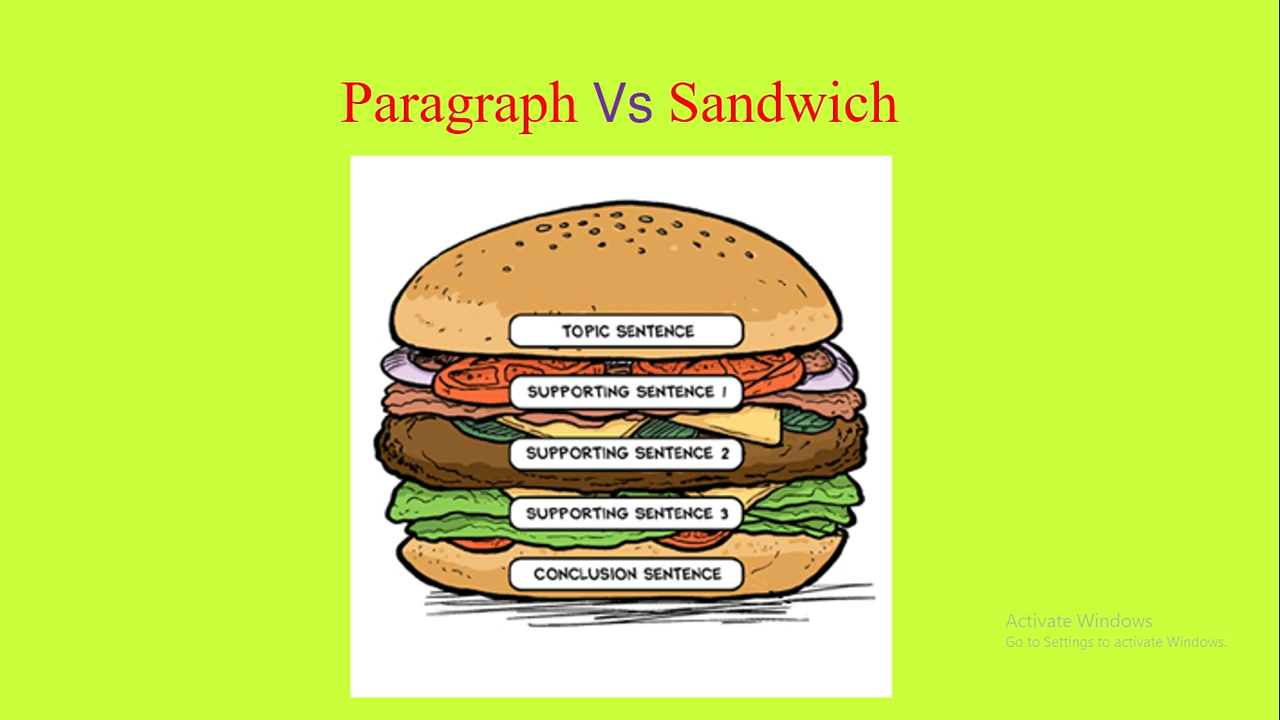 Paragraph Vs Sandwich
TOPIC SENTENCE
SUPPORTING SENTENCE 1
SUPPORTING SENTENCE 2
SUPPORTING SENTENCE 3
CONCLUSION SENTENCE
Activate Windows
Go to Settings to activate Windows.